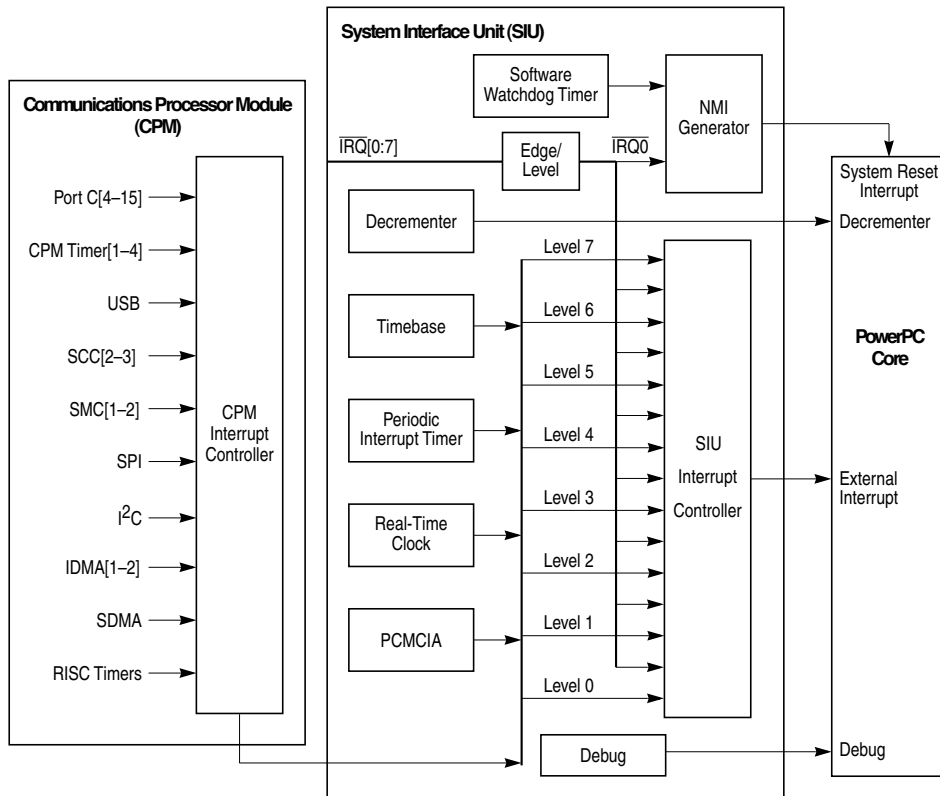 System Interface Unit (SIU)
Communications Processor Module
(CPM)
Port C[4–15]
CPM Timer[1–4]
USB
SCC[2–3]
SMC[1–2]
SPI
I2C
IDMA[1–2]
SDMA
RISC Timers
CPM
Interrupt
Controller
Software
Watchdog Timer
NMI
Generator
IRQ[0:7]
Edge/
Level
IRQ0
Decrementer
Timebase
Periodic
Interrupt Timer
Real-Time
Clock
PCMCIA
Level 7
Level 6
Level 5
Level 4
Level 3
Level 2
Level 1
Level 0
SIU
Interrupt
Controller
Debug
System Reset
Interrupt
Decrementer
PowerPC
Core
External
Interrupt
Debug